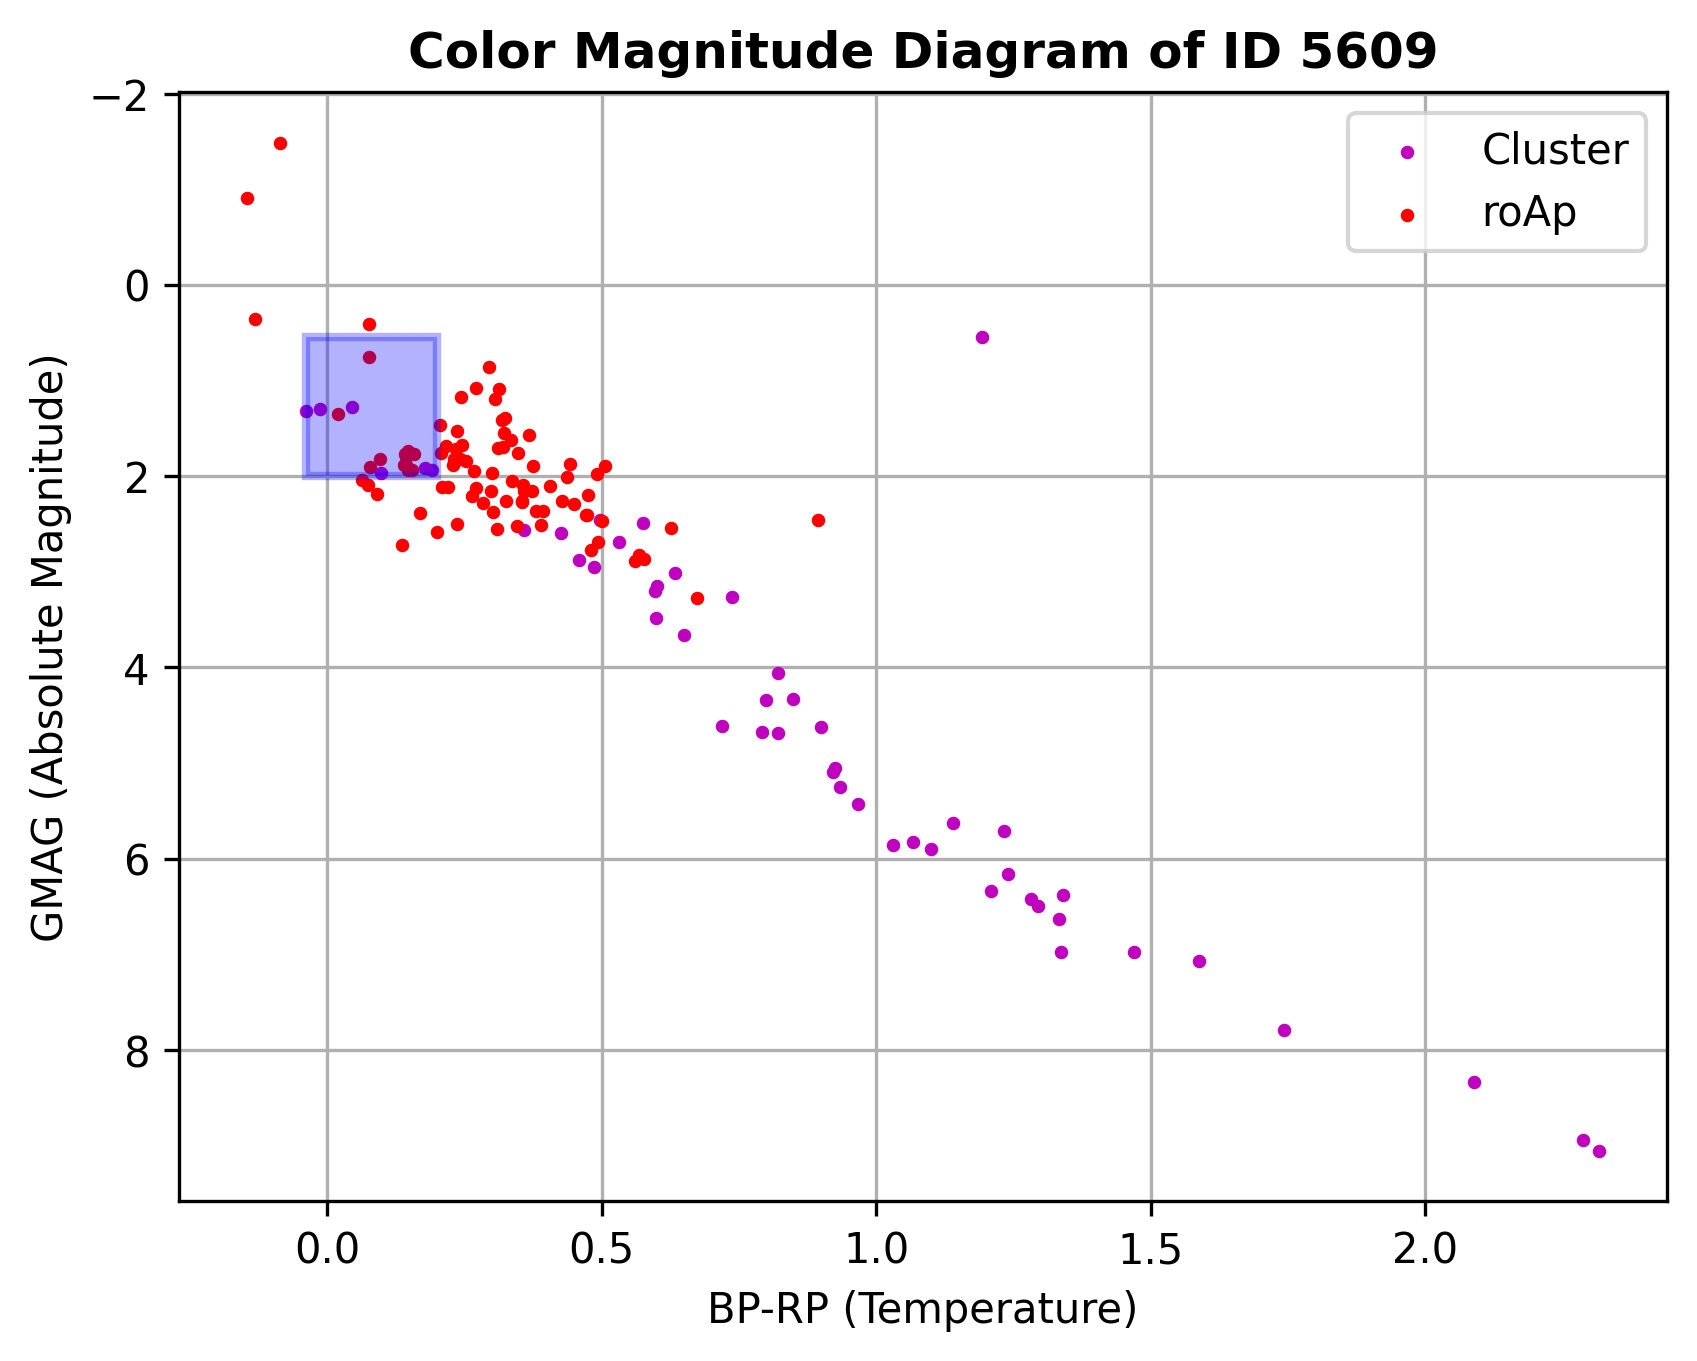 Color Magnitude Diagram of ID 5609
Cluster
roAp
GMAG (Absolute Magnitude)
−2
0
2
4
6
8
0.0 0.5 1.0 1.5 2.0
BP-RP (Temperature)